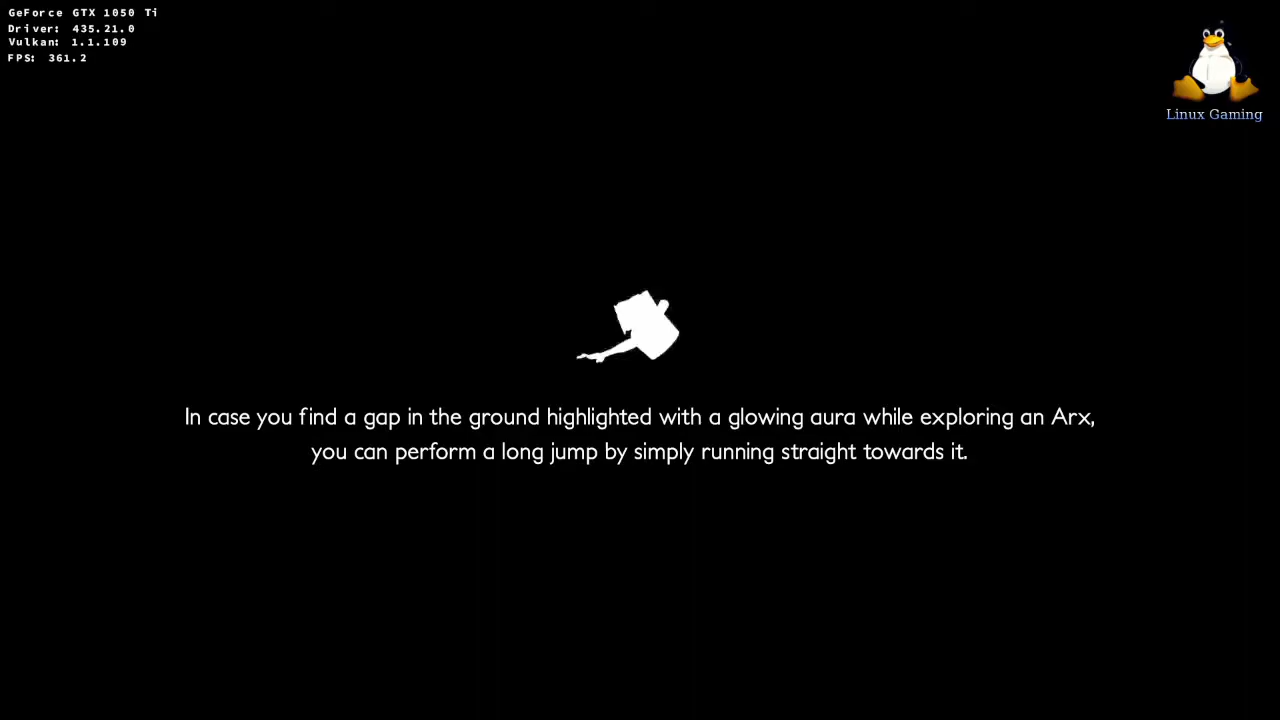 GeForce GTX 1050 Ti
Driver: 435.21.0
Vulkan: 1.1.109
FPS: 361.2
Linux Gaming
In case you find a gap in the ground highlighted with a glowing aura while exploring an Arx,
you can perform a long jump by simply running straight towards it.